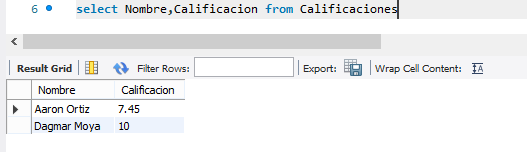 6 select Nombre,Calificacion from Calificaciones
Result Grid Filter Rows: Export: Wrap Cell Content: IA
Nombre Calificacion
Aaron Ortiz 7.45
Dagmar Moya 10